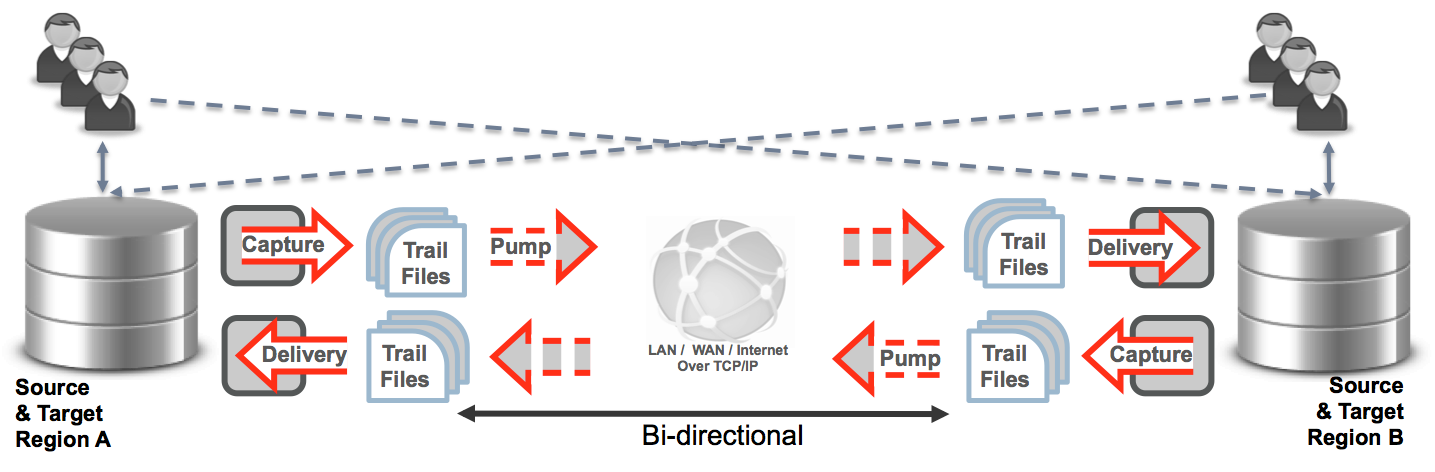 Capture
Trail
Files
Pump
Trail
Files
Delivery
Delivery
Trail
Files
LAN / WAN / Internet
Over TCP/IP
Pump
Trail
Files
Capture
Source
& Target
Region A
Bi-directional
Source
& Target
Region B